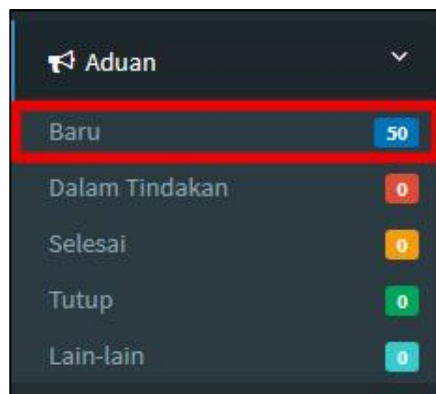 Aduan
Baru 50
Dalam Tindakan 0
Selesai 0
Tutup 0
Lain-lain 0